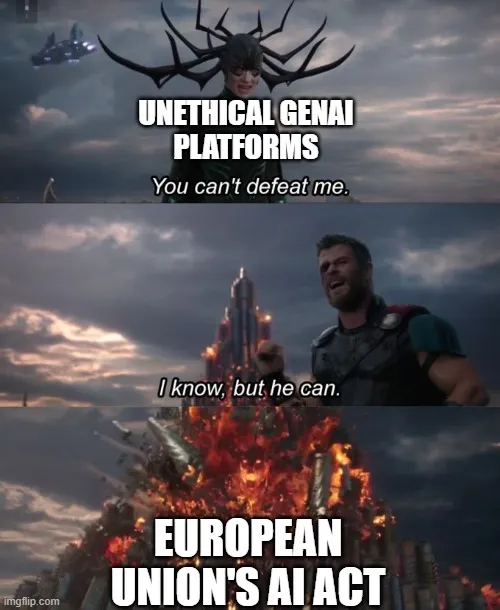 UNETHICAL GENAI
PLATFORMS
You can't defeat me.
I know, but he can.
EUROPEAN
UNION'S AI ACT
imgflip.com